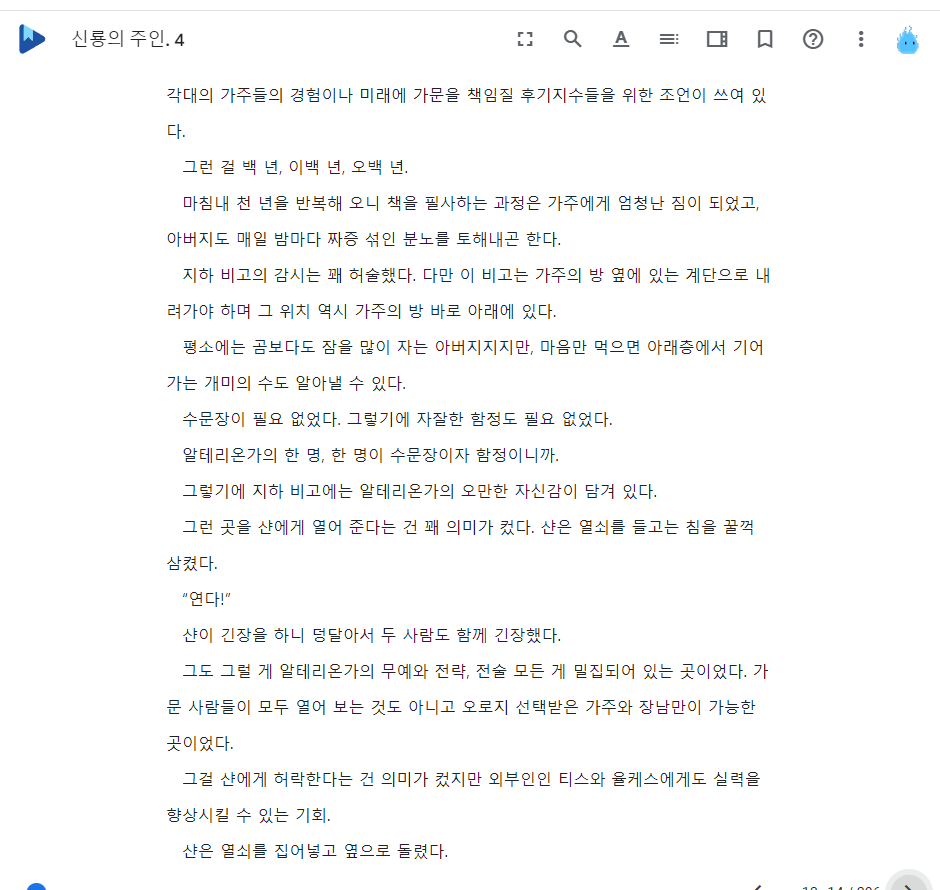 신룡의 주인. 4
각대의 가주들의 경험이나 미래에 가문을 책임질 후기지수들을 위한 조언이 쓰여 있
다.
그런 걸 백 년, 이백 년, 오백 년.
마침내 천 년을 반복해 오니 책을 필사하는 과정은 가주에게 엄청난 짐이 되었고,
아버지도 매일 밤마다 짜증 섞인 분노를 토해내곤 한다.
지하 비고의 감시는 꽤 허술했다. 다만 이 비고는 가주의 방 옆에 있는 계단으로 내
려가야 하며 그 위치 역시 가주의 방 바로 아래에 있다.
평소에는 곰보다도 잠을 많이 자는 아버지지지만, 마음만 먹으면 아래층에서 기어
가는 개미의 수도 알아낼 수 있다.
수문장이 필요 없었다. 그렇기에 자잘한 함정도 필요 없었다.
알테리온가의 한 명, 한 명이 수문장이자 함정이니까.
그렇기에 지하 비고에는 알테리온가의 오만한 자신감이 담겨 있다.
그런 곳을 샨에게 열어 준다는 건 꽤 의미가 컸다. 샨은 열쇠를 들고는 침을 꿀꺽
삼켰다.
“연다!”
샨이 긴장을 하니 덩달아서 두 사람도 함께 긴장했다.
그도 그럴 게 알테리온가의 무예와 전략, 전술 모든 게 밀집되어 있는 곳이었다. 가
문 사람들이 모두 열어 보는 것도 아니고 오로지 선택받은 가주와 장남만이 가능한
곳이었다.
그걸 샨에게 허락한다는 건 의미가 컸지만 외부인인 티스와 율케스에게도 실력을
향상시킬 수 있는 기회.
샨은 열쇠를 집어넣고 옆으로 돌렸다.